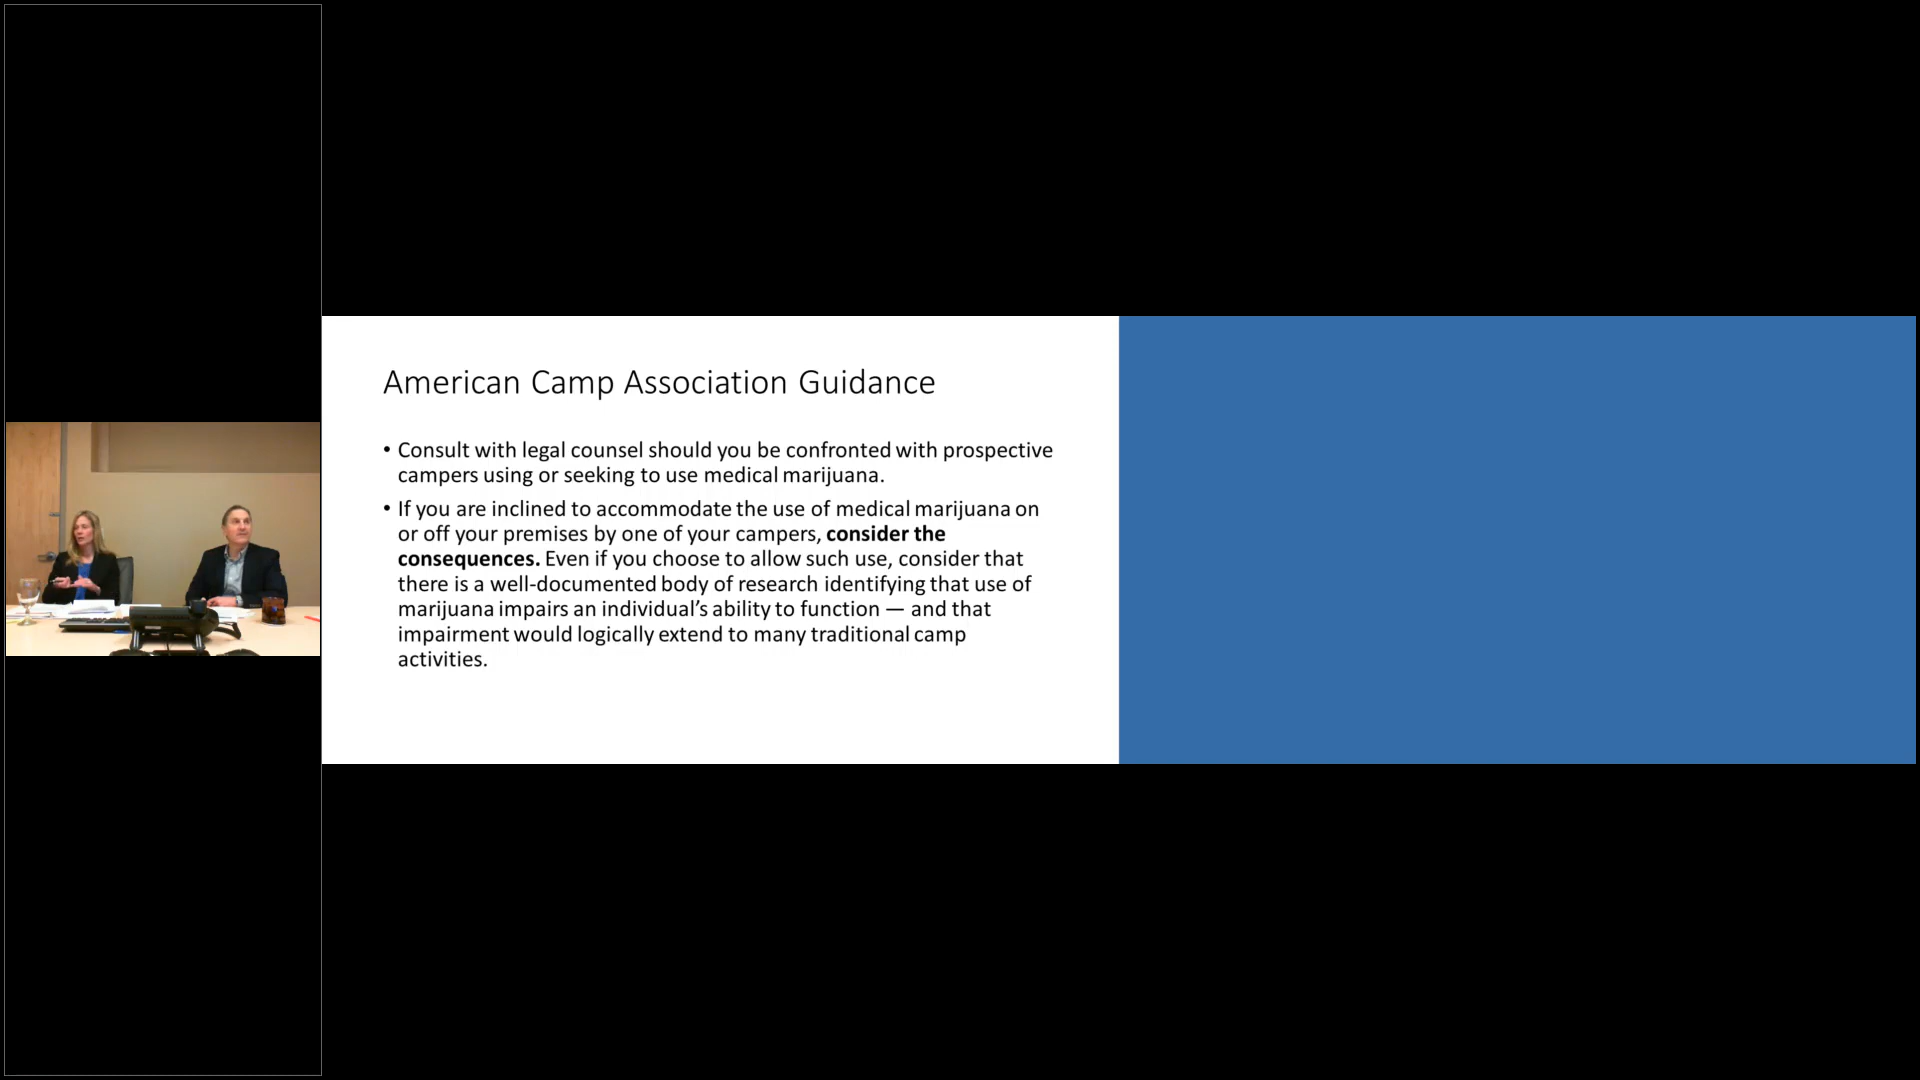 American Camp Association Guidance
• Consult with legal counsel should you be confronted with prospective
campers using or seeking to use medical marijuana.
• If you are inclined to accommodate the use of medical marijuana on
or off your premises by one of your campers, consider the
consequences. Even if you choose to allow such use, consider that
there is a well-documented body of research identifying that use of
marijuana impairs an individual’s ability to function — and that
impairment would logically extend to many traditional camp
activities.